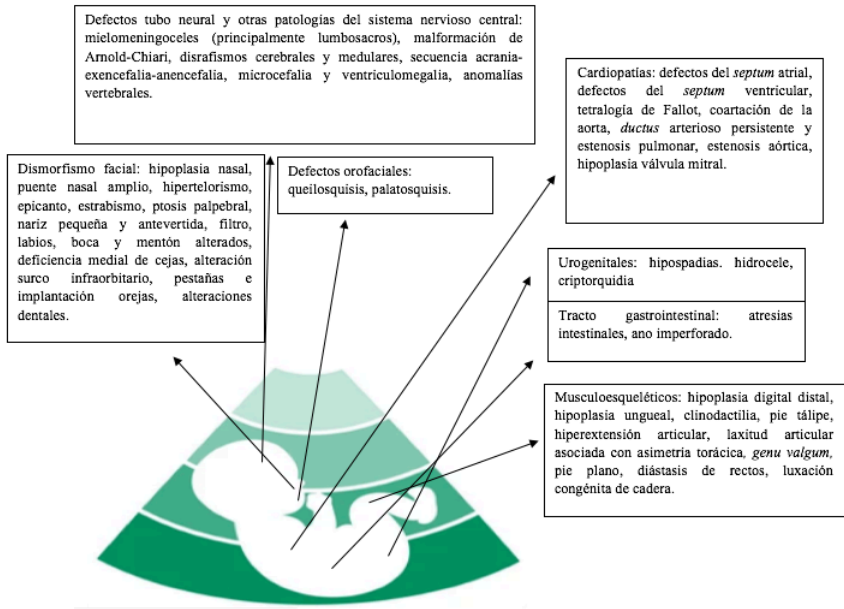 Defectos tubo neural y otras patologías del sistema nervioso central:
mielomeningoceles (principalmente lumbosacros), malformación de
Arnold-Chiari, disrafismos cerebrales y medulares, secuencia acrania-
exencefalia-anencefalia, microcefalia y ventriculomegalia, anomalías
vertebrales.
Cardiopatías: defectos del septum atrial,
defectos del septum ventricular,
tetralogía de Fallot, coartación de la
aorta, ductus arterioso persistente y
estenosis pulmonar, estenosis aórtica,
hipoplasia válvula mitral.
Dismorfismo facial: hipoplasia nasal,
puente nasal amplio, hipertelorismo,
epicanto, estrabismo, ptosis palpebral,
nariz pequeña y antevertida, filtro,
labios, boca y mentón alterados,
deficiencia medial de cejas, alteración
surco infraorbitario, pestañas e
implantación orejas, alteraciones
dentales.
Defectos orofaciales:
queilosquisis, palatosquisis.
Urogenitales: hipospadias. hidrocele,
criptorquidia
Tracto gastrointestinal: atresias
intestinales, ano imperforado.
Musculoesqueléticos: hipoplasia digital distal,
hipoplasia ungueal, clinodactilia, pie tálipe,
hiperextensión articular, laxitud articular
asociada con asimetria torácica, genu valgum,
pie plano, diástasis de rectos, luxación
congénita de cadera.